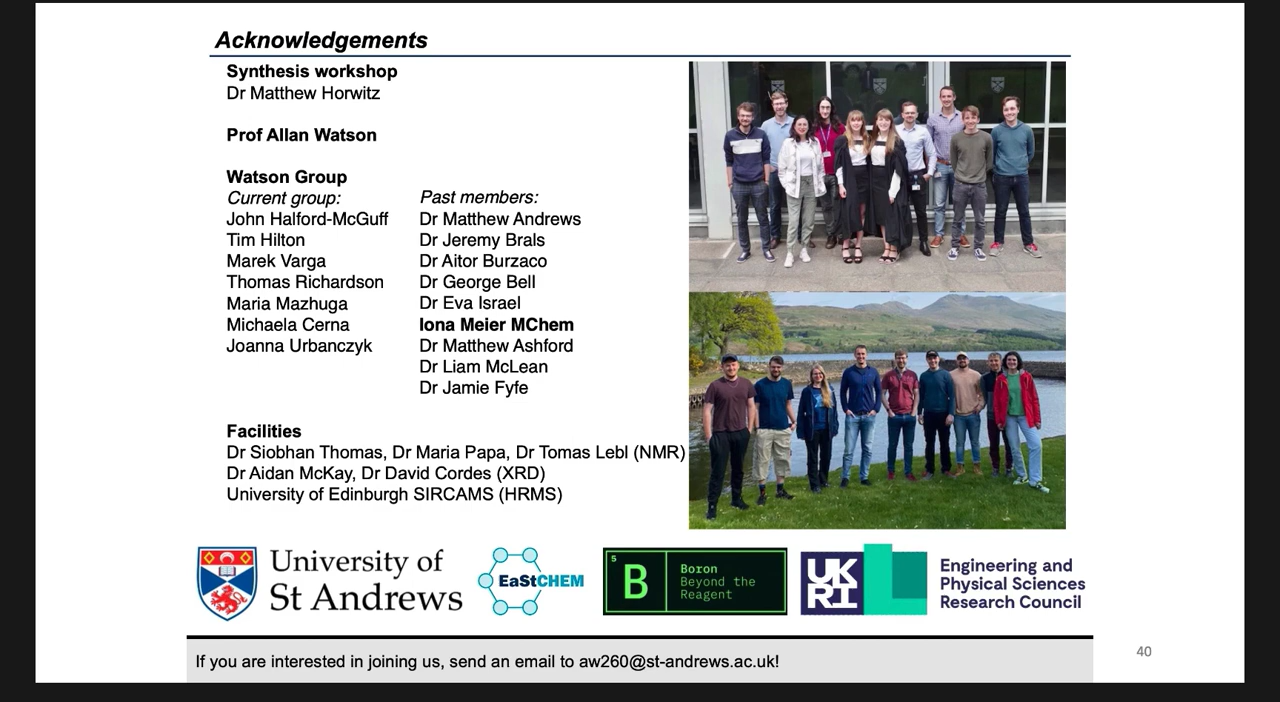 Acknowledgements
Synthesis workshop
Dr Matthew Horwitz
Prof Allan Watson
Watson Group
Current group:
John Halford-McGuff
Tim Hilton
Marek Varga
Thomas Richardson
Maria Mazhuga
Michaela Cerna
Joanna Urbanczyk
Past members:
Dr Matthew Andrews
Dr Jeremy Brals
Dr Aitor Burzaco
Dr George Bell
Dr Eva Israel
Iona Meier MChem
Dr Matthew Ashford
Dr Liam McLean
Dr Jamie Fyfe
Facilities
Dr Siobhan Thomas, Dr Maria Papa, Dr Tomas Lebl (NMR)
Dr Aidan McKay, Dr David Cordes (XRD)
University of Edinburgh SIRCAMS (HRMS)
University of
St Andrews
EaStCHEM
5
B
Boron
Beyond the
Reagent
UK
RI
Engineering and
Physical Sciences
Research Council
If you are interested in joining us, send an email to aw260@st-andrews.ac.uk!
40